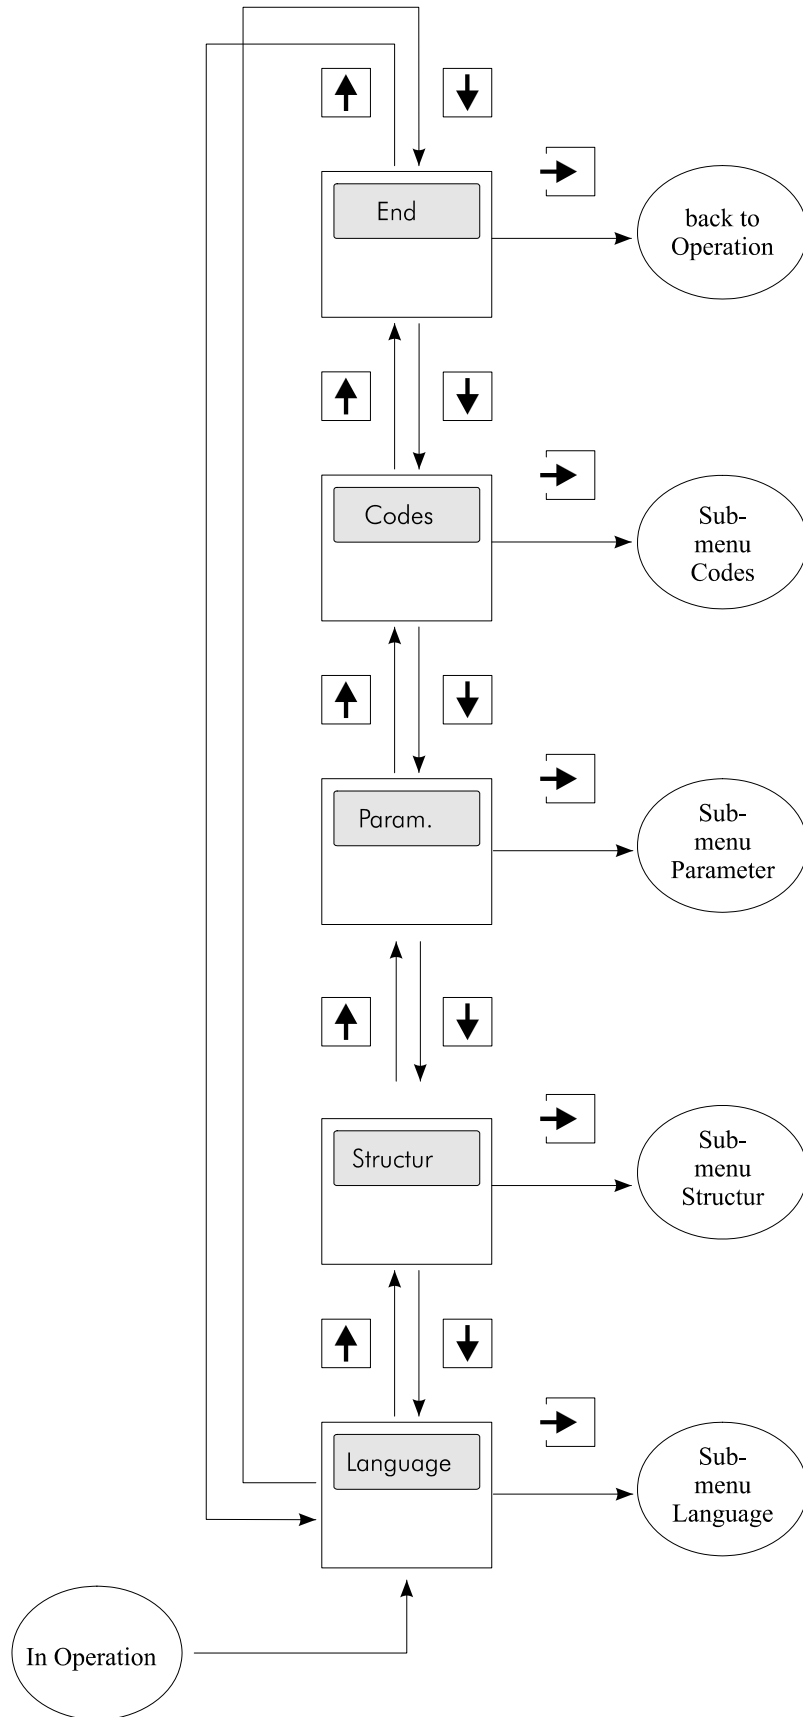 End
back to
Operation
Codes
Sub-
menu
Codes
Param.
Sub-
menu
Parameter
Structur
Sub-
menu
Structur
Language
Sub-
menu
Language
In Operation